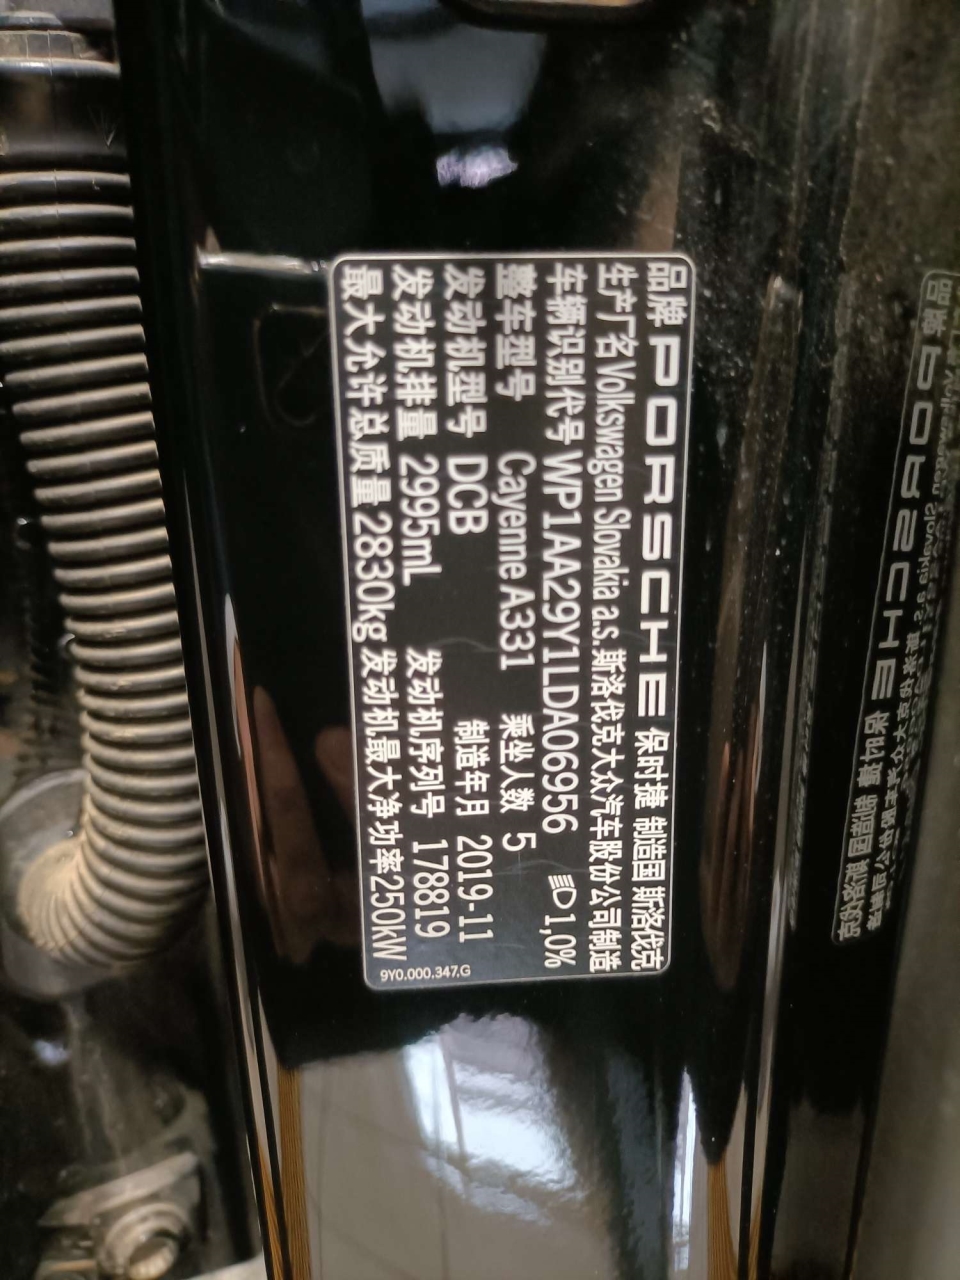 品牌 PORSCHE 保时捷 制造国 斯洛伐克
生产厂名 Volkswagen Slovakia a.s.斯洛伐克大众汽车股份公司制造
车辆识别代号 WP1AA29Y1LDA06956 1,0%
整车型号 Cayenne A331 乘坐人数 5
发动机型号 DCB 制造年月 2019-11
发动机排量 2995mL 发动机序列号 178819
最大允许总质量 2830kg 发动机最大净功率250kW
9Y0.000.347.G